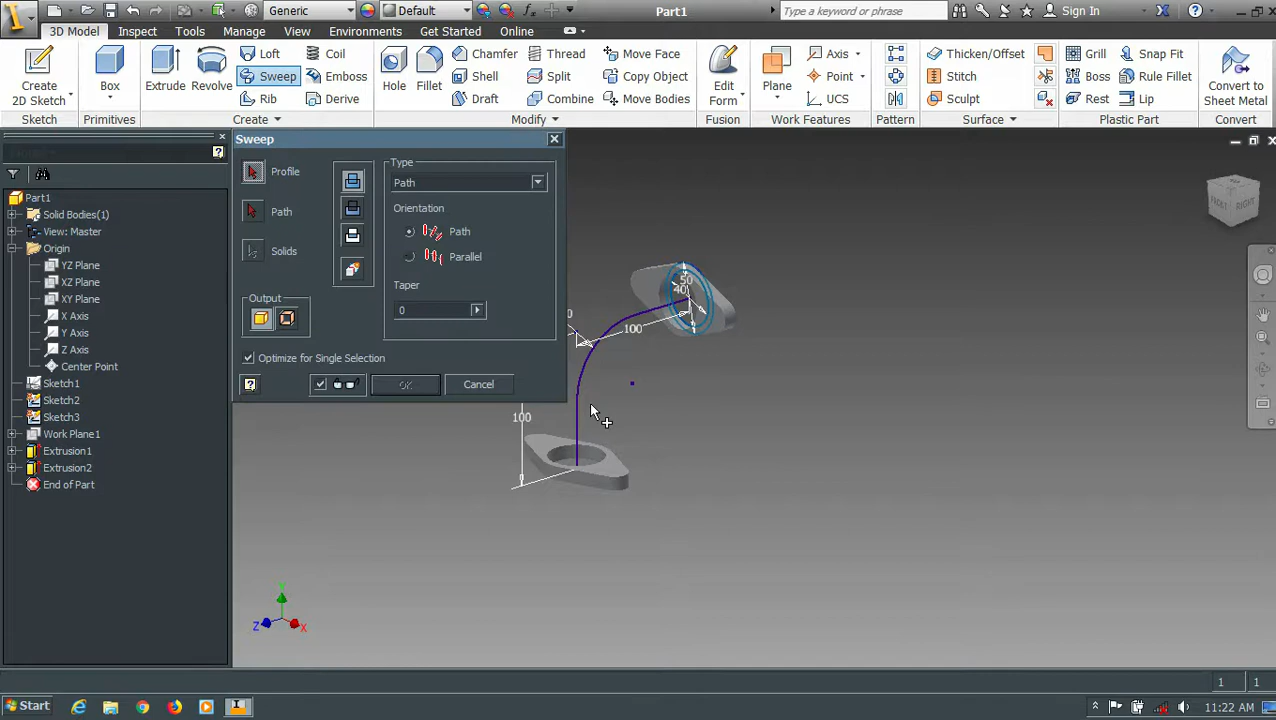 Generic
Default
Part1
Type a keyword or phrase
Sign In
3D Model
Inspect
Tools
Manage
View
Environments
Get Started
Online
Create
2D Sketch
Sketch
Box
Primitives
Extrude
Revolve
Loft
Sweep
Rib
Coil
Emboss
Derive
Create
Hole
Fillet
Chamfer
Shell
Draft
Thread
Split
Combine
Move Face
Copy Object
Move Bodies
Modify
Edit
Form
Fusion
Plane
Axis
Point
UCS
Work Features
Pattern
Thicken/Offset
Stitch
Sculpt
Surface
Grill
Boss
Rest
Snap Fit
Rule Fillet
Lip
Plastic Part
Convert to
Sheet Metal
Convert
Part1
Solid Bodies(1)
View: Master
Origin
YZ Plane
XZ Plane
XY Plane
X Axis
Y Axis
Z Axis
Center Point
Sketch1
Sketch2
Sketch3
Work Plane1
Extrusion1
Extrusion2
End of Part
Sweep
Profile
Path
Solids
Output
Type
Path
Orientation
Path
Parallel
Taper
0
Optimize for Single Selection
OK
Cancel
50
40
0
100
100
FRONT
RIGHT
Y
Z
X
1
1
Start
11:22 AM